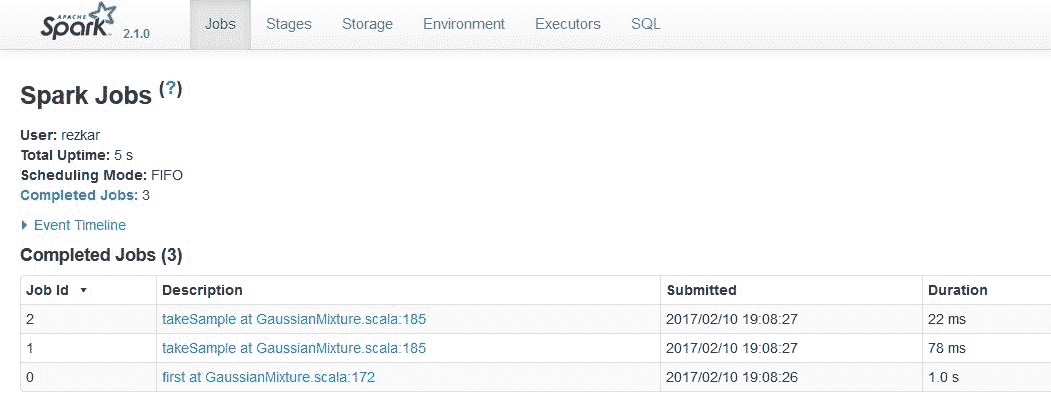 APACHE Spark 2.1.0 Jobs Stages Storage Environment Executors SQL
Spark Jobs (?)
User: rezkar
Total Uptime: 5 s
Scheduling Mode: FIFO
Completed Jobs: 3
Event Timeline
Completed Jobs (3)
Job Id Description Submitted Duration
2 takeSample at GaussianMixture.scala:185 2017/02/10 19:08:27 22 ms
1 takeSample at GaussianMixture.scala:185 2017/02/10 19:08:27 78 ms
0 first at GaussianMixture.scala:172 2017/02/10 19:08:26 1.0 s